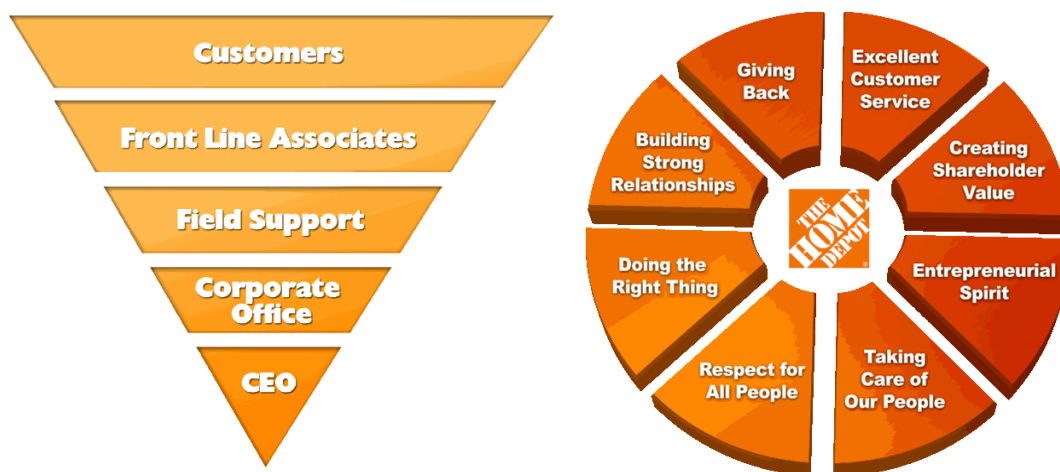 Customers
Front Line Associates
Field Support
Corporate
Office
CEO
Giving
Back
Excellent
Customer
Service
Creating
Shareholder
Value
Entrepreneurial
Spirit
Taking
Care of
Our People
Respect for
All People
Doing the
Right Thing
Building
Strong
Relationships
THE
HOME
DEPOT
®